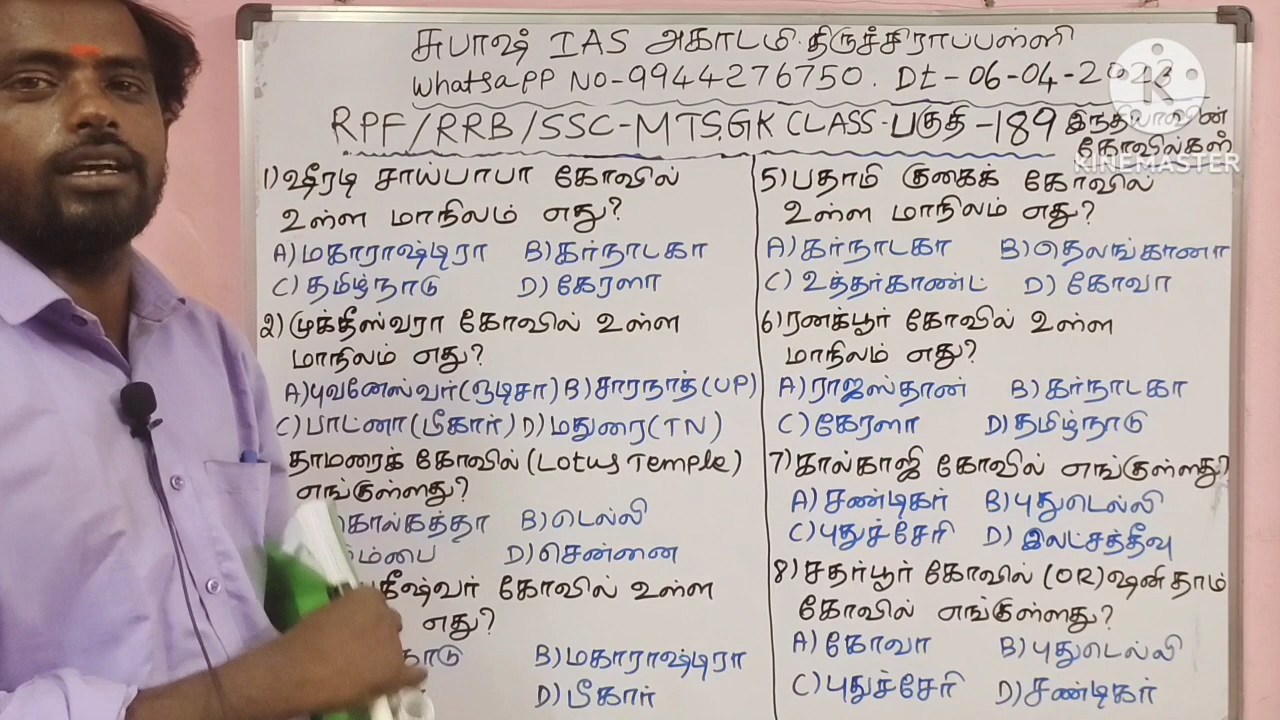 சுபாஷ் IAS அகாடமி திருச்சிராப்பள்ளி
Whatsapp No-9944276750. Dt-06-04-2023
RPF/RRB/SSC-MTS,GK CLASS-பகுதி-189 இந்தியாவின்
கோவில்கள்
KINEMASTER
1) ஷீரடி சாய்பாபா கோவில்
உள்ள மாநிலம் எது?
A) மகாராஷ்டிரா B) கர்நாடகா
C) தமிழ்நாடு D) கேரளா
2) முக்தீஸ்வரா கோவில் உள்ள
மாநிலம் எது?
A) புவனேஸ்வர் (ஒடிசா) B) சாரநாத் (UP)
C) பாட்னா (பீகார்) D) மதுரை (TN)
தாமரைக் கோவில் (Lotus Temple)
எங்குள்ளது?
கால்கத்தா B) டெல்லி
D) சென்னை
கோவில் உள்ள
எது?
B) மகாராஷ்டிரா
D) பீகார்
5) பதாமி குகைக் கோவில்
உள்ள மாநிலம் எது?
A) கர்நாடகா B) தெலங்கானா
C) உத்தர்காண்ட் D) கோவா
6) ரனக்பூர் கோவில் உள்ள
மாநிலம் எது?
A) ராஜஸ்தான் B) கர்நாடகா
C) கேரளா D) தமிழ்நாடு
7) கால்காஜி கோவில் எங்குள்ளது?
A) சண்டிகர் B) புதுடெல்லி
C) புதுச்சேரி D) இலட்சத்தீவு
8) சதர்பூர் கோவில் (OR) ஷனி தாம்
கோவில் எங்குள்ளது?
A) கோவா B) புதுடெல்லி
C) புதுச்சேரி D) சண்டிகர்